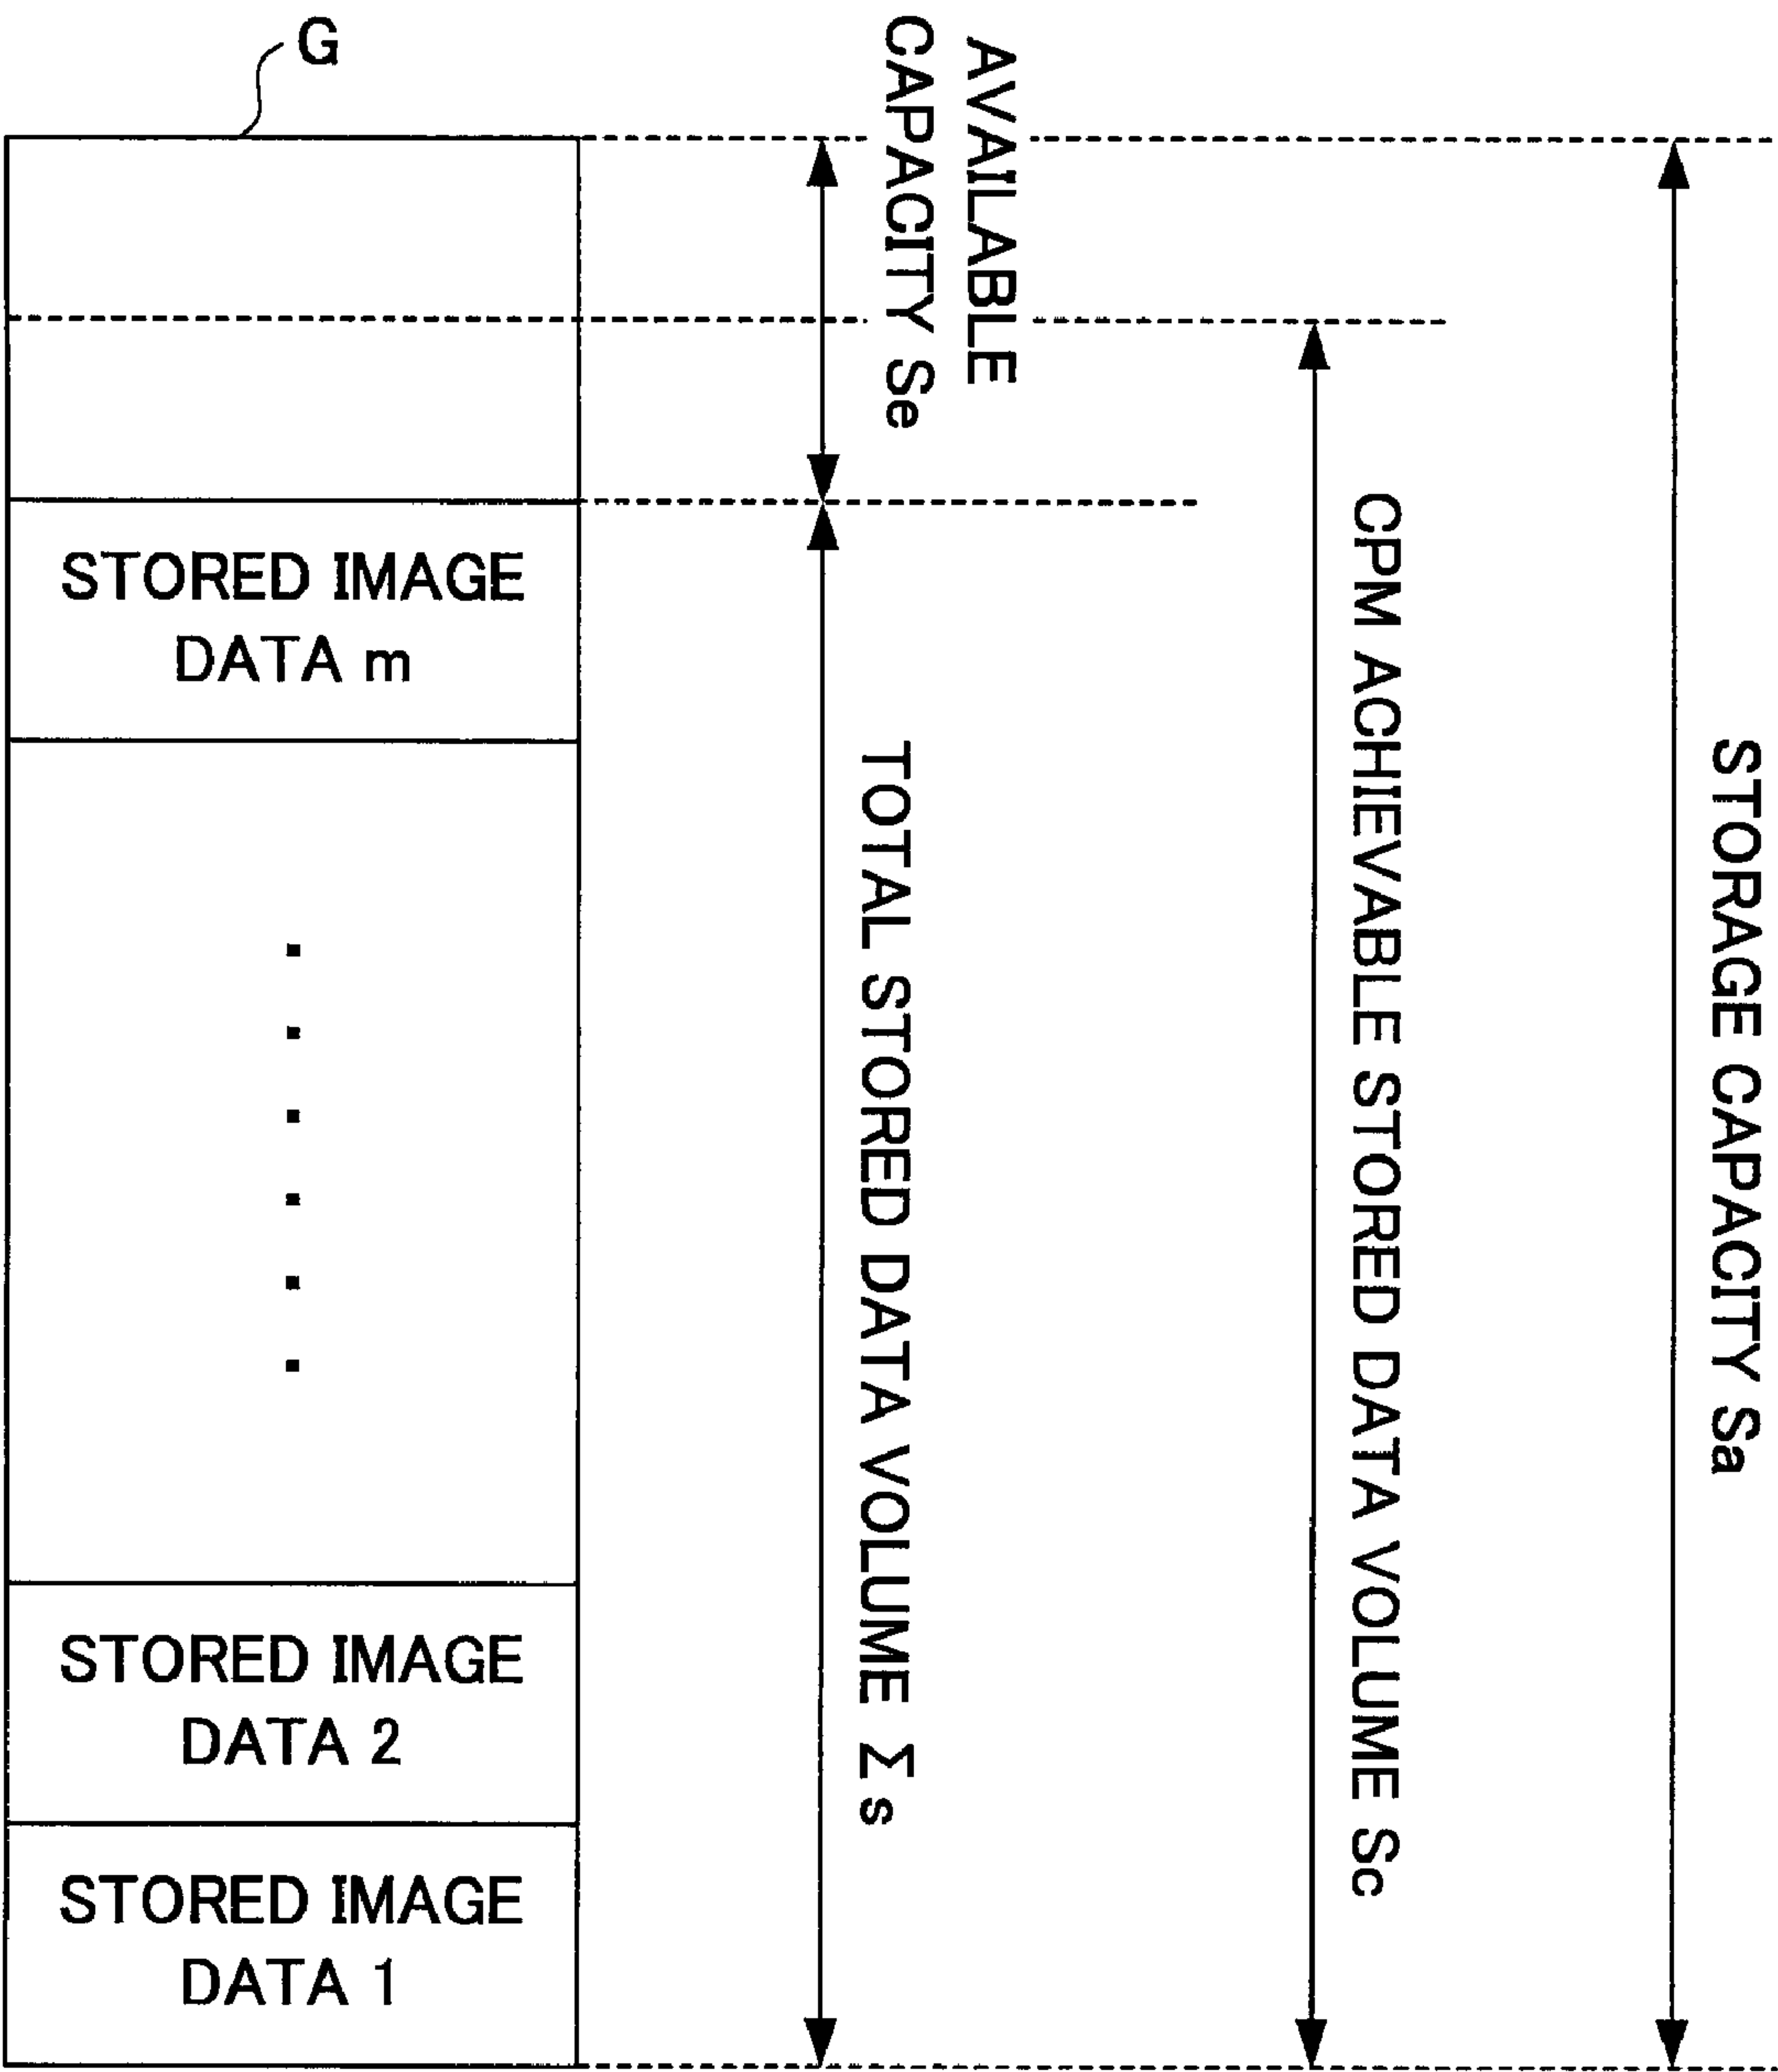 G
AVAILABLE
CAPACITY Se
STORED IMAGE
DATA m
TOTAL STORED DATA VOLUME Σs
CPM ACHIEVABLE STORED DATA VOLUME Sc
STORAGE CAPACITY Sa
STORED IMAGE
DATA 2
STORED IMAGE
DATA 1